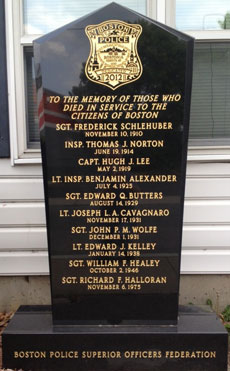 BOSTON
POLICE
2012
TO THE MEMORY OF THOSE WHO
DIED IN SERVICE TO THE
CITIZENS OF BOSTON
SGT. FREDERICK SCHLEHUBER
NOVEMBER 10, 1910
INSP. THOMAS J. NORTON
JUNE 19, 1914
CAPT. HUGH J. LEE
MAY 2, 1919
LT. INSP. BENJAMIN ALEXANDER
JULY 4, 1925
SGT. EDWARD Q. BUTTERS
AUGUST 14, 1929
LT. JOSEPH L. A. CAVAGNARO
NOVEMBER 17, 1931
SGT. JOHN P. M. WOLFE
DECEMBER 1, 1931
LT. EDWARD J. KELLEY
JANUARY 14, 1938
SGT. WILLIAM F. HEALEY
OCTOBER 2, 1946
SGT. RICHARD F. HALLORAN
NOVEMBER 6, 1975
BOSTON POLICE SUPERIOR OFFICERS FEDERATION